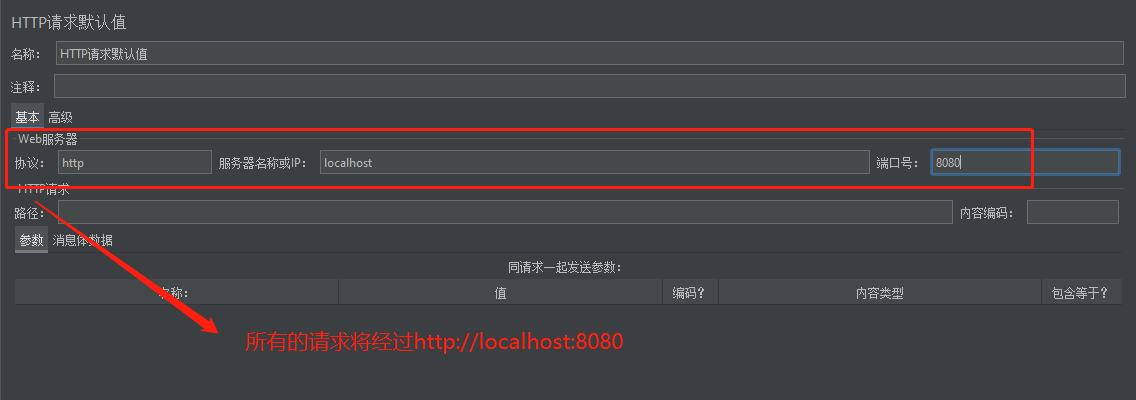 HTTP请求默认值
名称: HTTP请求默认值
注释:
基本 高级
Web服务器
协议: http 服务器名称或IP: localhost 端口号: 8080
HTTP请求
路径: 内容编码:
参数 消息体数据
同请求一起发送参数:
名称: 值 编码? 内容类型 包含等于?
所有的请求将经过http://localhost:8080